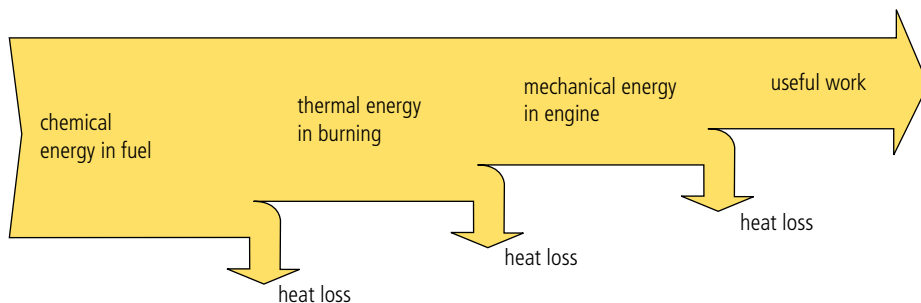 chemical
energy in fuel
thermal energy
in burning
mechanical energy
in engine
useful work
heat loss
heat loss
heat loss